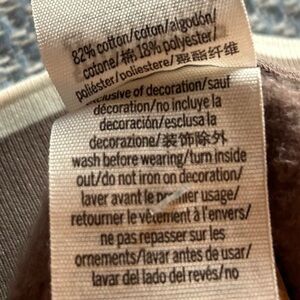 82% cotton/coton/algodón/
cotone/棉 18% polyester/
poliéster/poliestere/聚酯纤维
exclusive of decoration/sauf
décoration/no incluye la
decoración/esclusa la
decorazione/装饰除外
wash before wearing/turn inside
out/do not iron on decoration/
laver avant le premier usage/
retourner le vêtement à l'envers/
ne pas repasser sur les
ornements/lavar antes de usar/
lavar del lado del revés/no